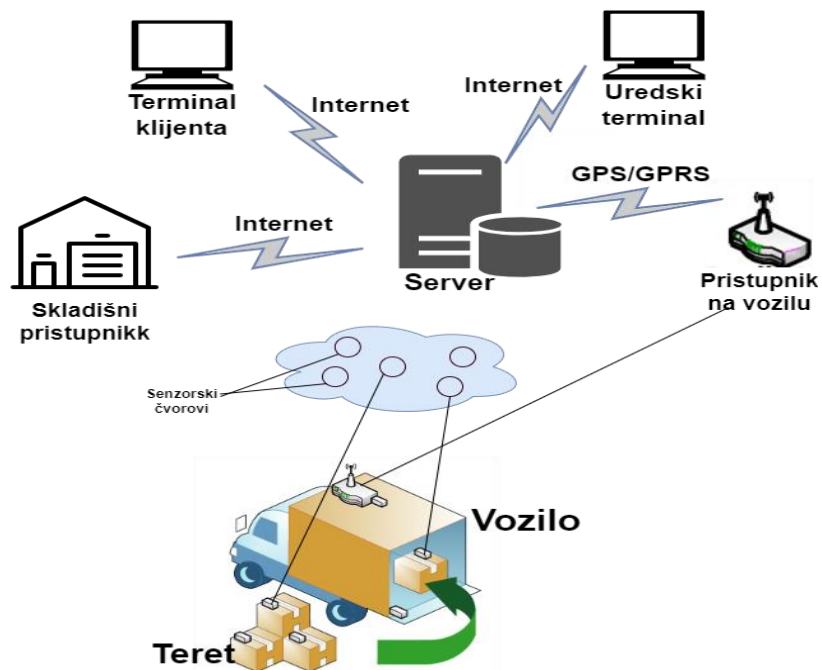 Terminal
klijenta
Internet
Internet
Uredski
terminal
GPS/GPRS
Internet
Server
Skladišni
pristupnikk
Pristupnik
na vozilu
Senzorski
čvorovi
Vozilo
Teret